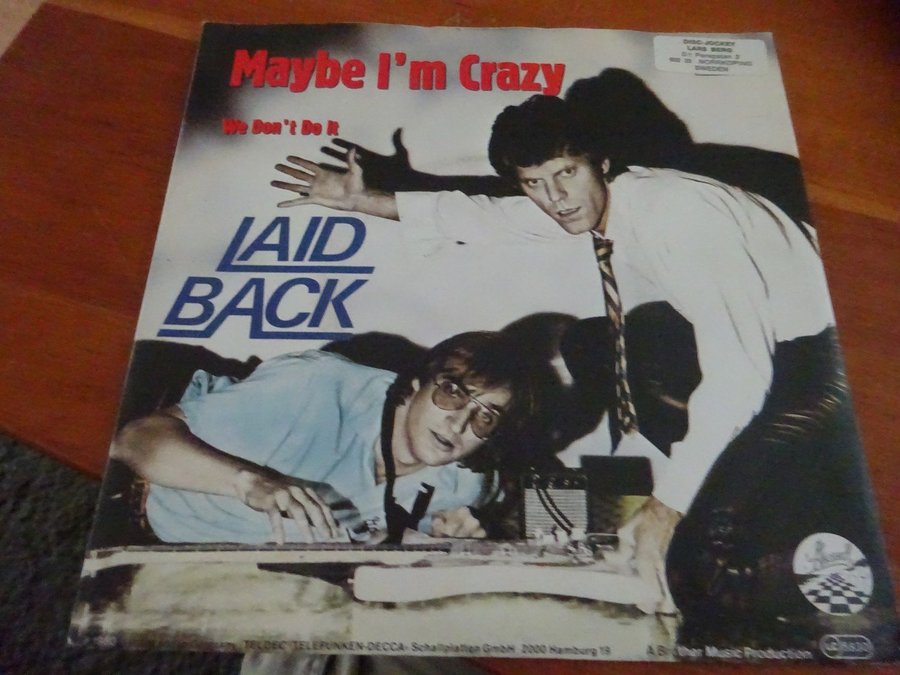 Maybe I'm Crazy
DISC-JOCKEY
LARS BERG
NORRKÖPING
SWEDEN
We Don't Do It
LAID
BACK
TELDEC TELEFUNKEN-DECCA-Schallplatten GmbH 2000 Hamburg 19
A Brother Music Production